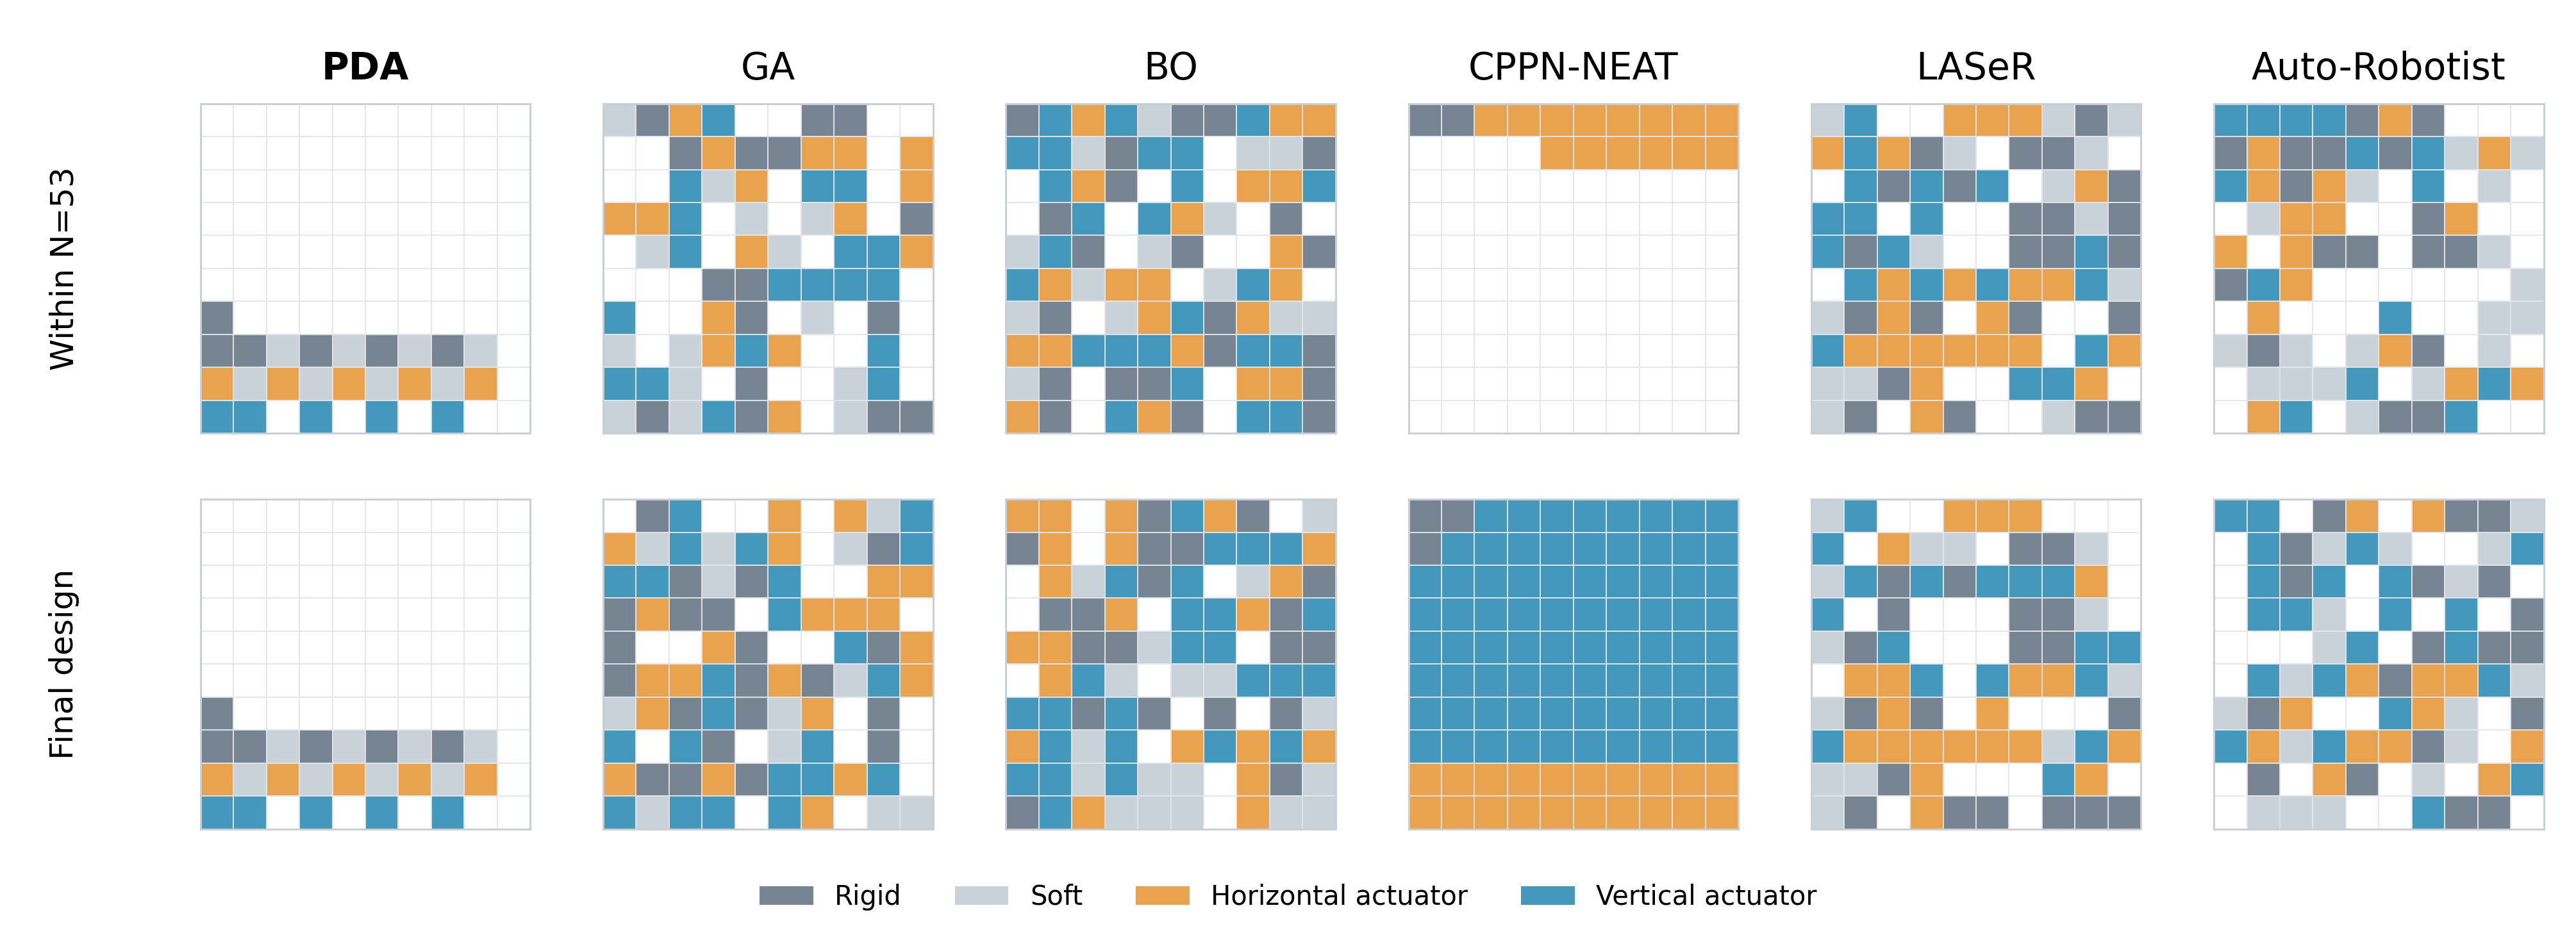 PDA GA BO CPPN-NEAT LASeR Auto-Robotist
Within N=53
Final design
Rigid Soft Horizontal actuator Vertical actuator